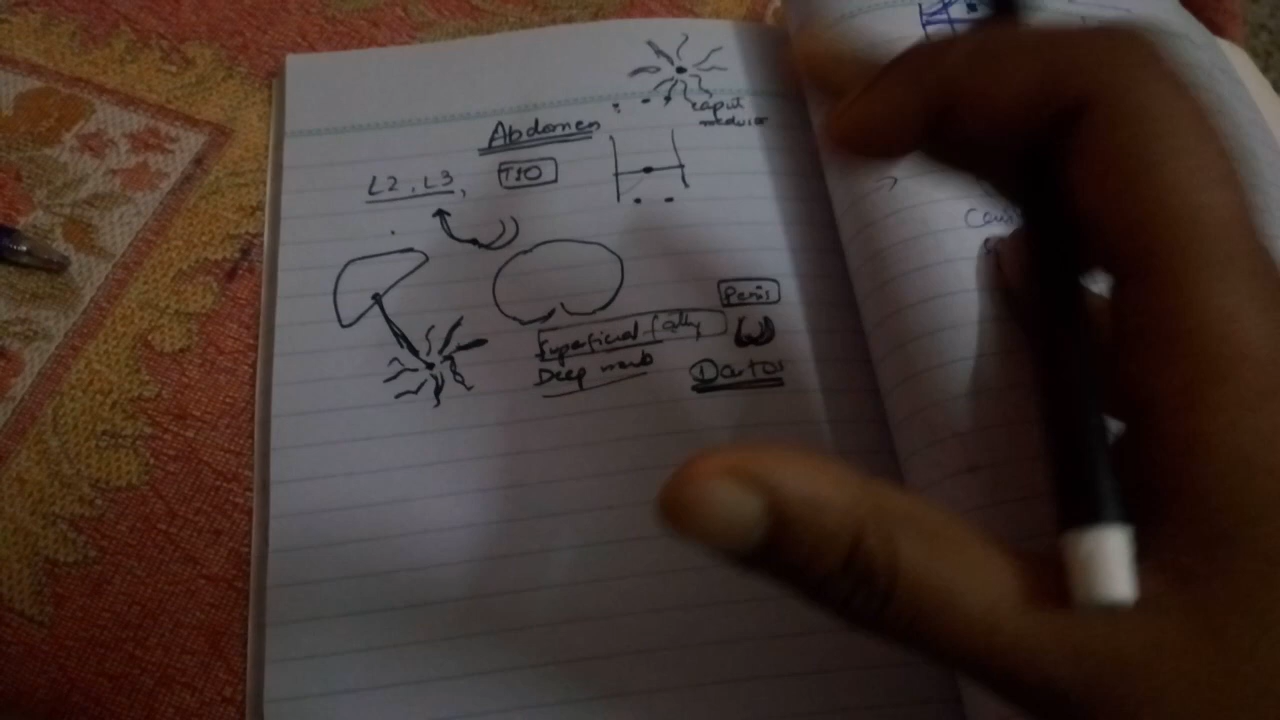 caput
Abdomen
L2, L3,
T10
Penis
Superficial fatty
Deep memb
Dartos